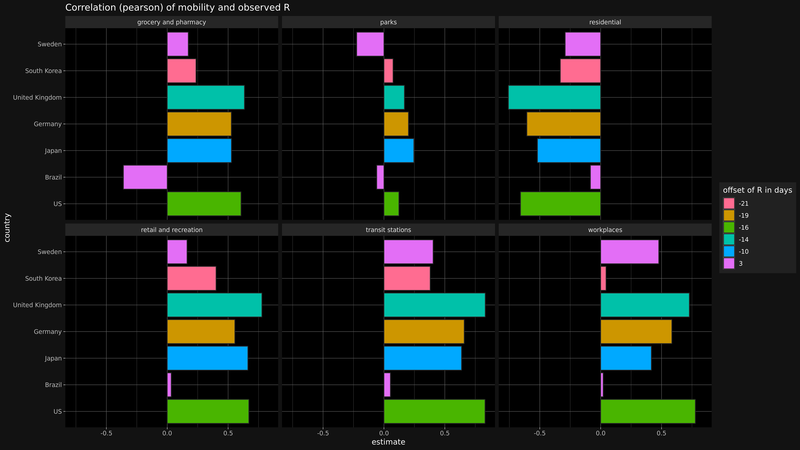 Correlation (pearson) of mobility and observed R
grocery and pharmacy
parks
residential
Sweden
South Korea
United Kingdom
Germany
Japan
Brazil
US
retail and recreation
transit stations
workplaces
Sweden
South Korea
United Kingdom
Germany
Japan
Brazil
US
-0.5 0.0 0.5
-0.5 0.0 0.5
-0.5 0.0 0.5
estimate
country
offset of R in days
-21
-19
-16
-14
-10
3